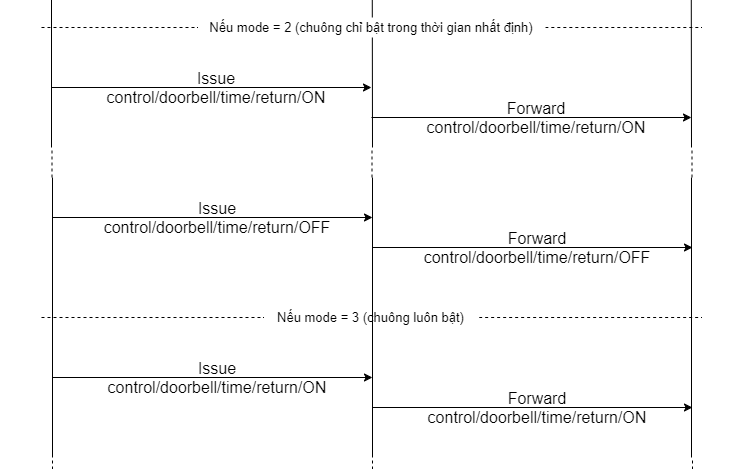 Nếu mode = 2 (chuông chỉ bật trong thời gian nhất định)
Issue
control/doorbell/time/return/ON
Forward
control/doorbell/time/return/ON
Issue
control/doorbell/time/return/OFF
Forward
control/doorbell/time/return/OFF
Nếu mode = 3 (chuông luôn bật)
Issue
control/doorbell/time/return/ON
Forward
control/doorbell/time/return/ON